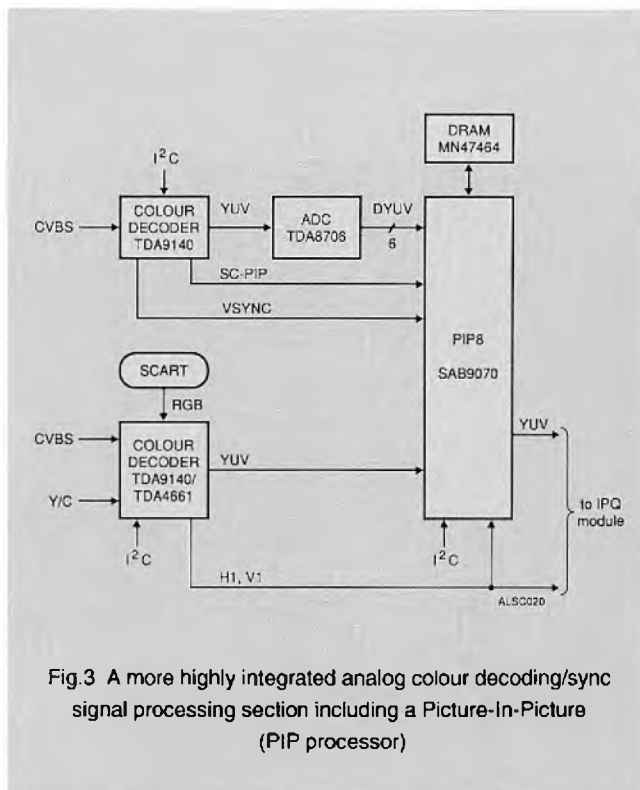 DRAM
MN47464
I²C
COLOUR
DECODER
TDA9140
CVBS
YUV
ADC
TDA8706
DYUV
6
SC-PIP
VSYNC
PIP8
SAB9070
SCART
RGB
CVBS
COLOUR
DECODER
TDA9140/
TDA4661
YUV
YUV
Y/C
to IPQ
module
I²C
I²C
H1, V1
ALSC020
Fig.3 A more highly integrated analog colour decoding/sync
signal processing section including a Picture-In-Picture
(PIP processor)